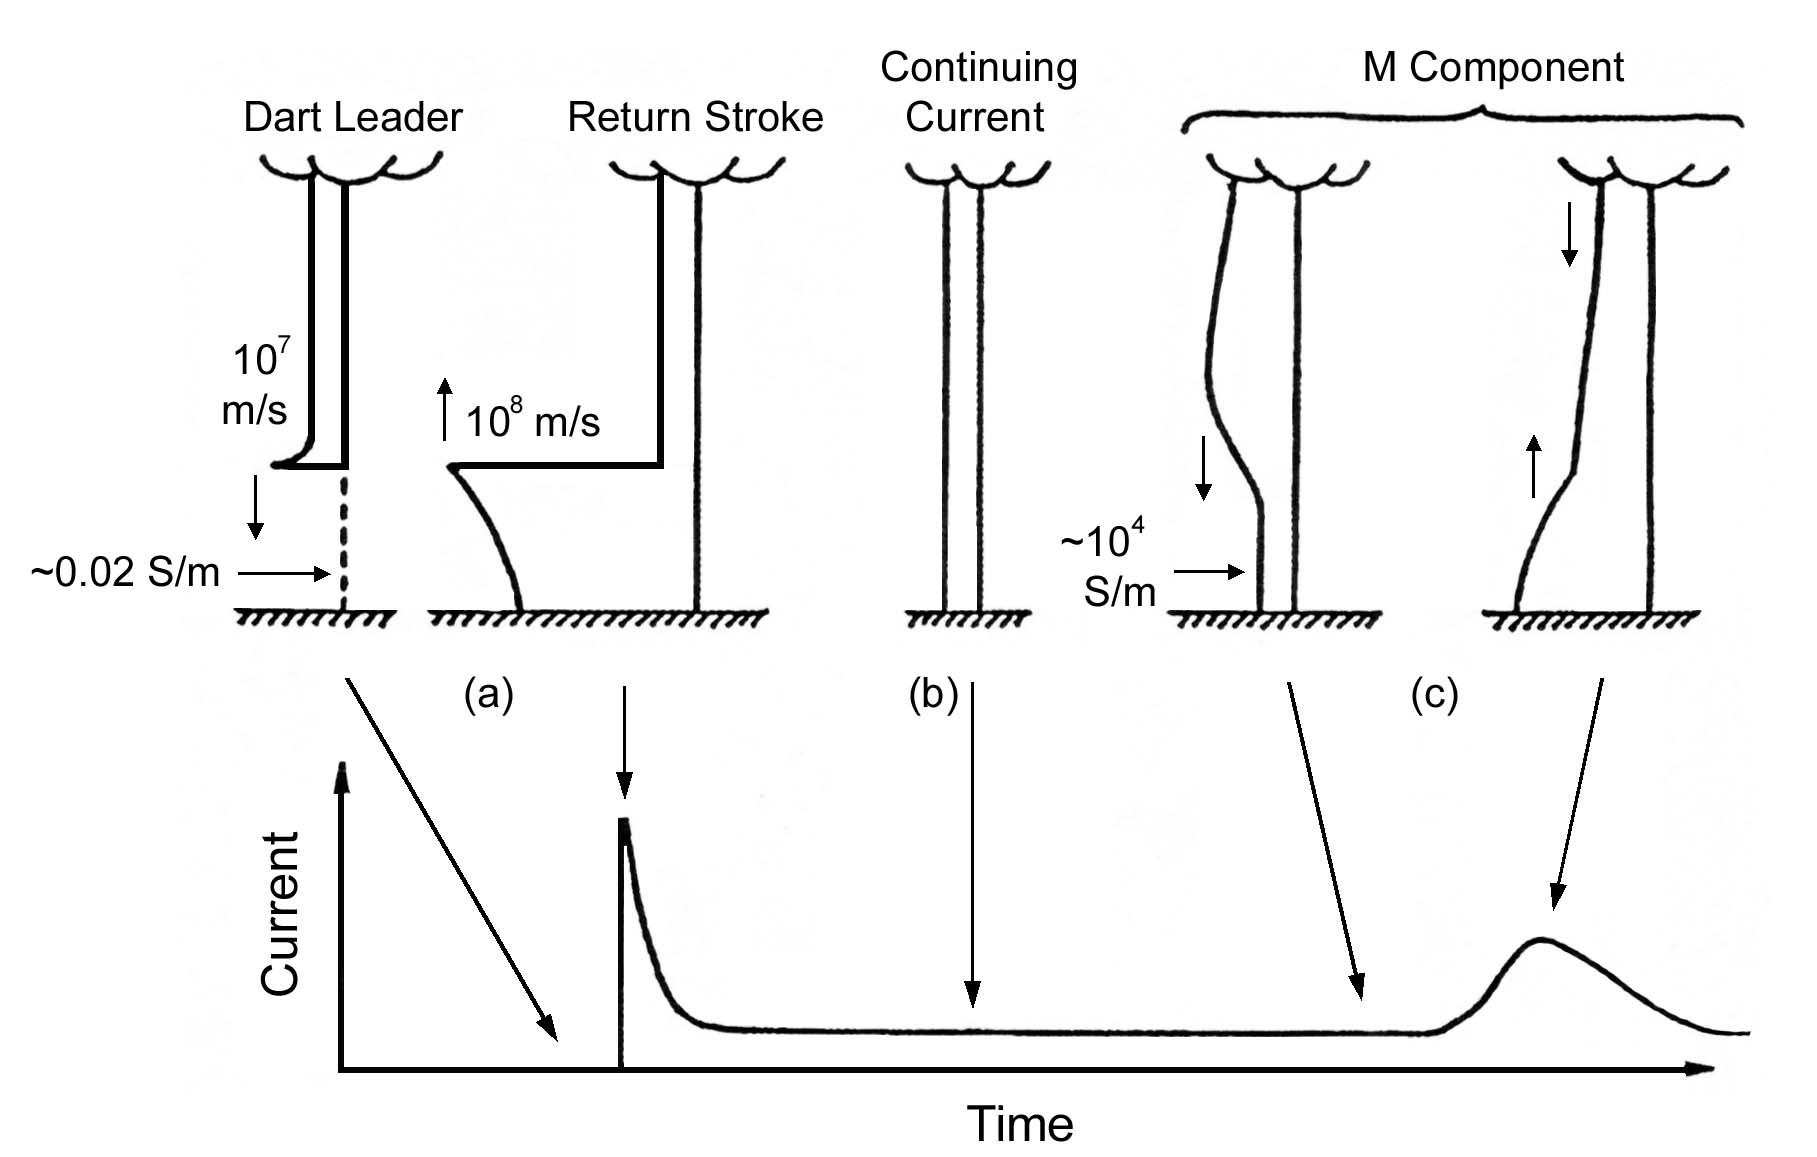 Continuing
Current
M Component
Dart Leader
Return Stroke
10⁷
m/s
10⁸ m/s
~0.02 S/m
~10⁴
S/m
(a)
(b)
(c)
Current
Time